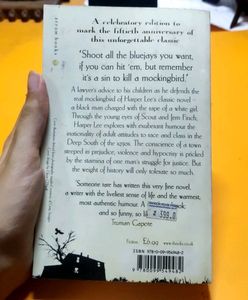 arrow books
A celebratory edition to
mark the fiftieth anniversary of
this unforgettable classic
'Shoot all the bluejays you want,
if you can hit 'em, but remember
it's a sin to kill a mockingbird.'
A lawyer's advice to his children as he defends the
real mockingbird of Harper Lee's classic novel -
a black man charged with the rape of a white girl.
Through the young eyes of Scout and Jem Finch,
Harper Lee explores with exuberant humour the
irrationality of adult attitudes to race and class in the
Deep South of the 1930s. The conscience of a town
steeped in prejudice, violence and hypocrisy is pricked
by the stamina of one man's struggle for justice. But
the weight of history will only tolerate so much.
'Someone rare has written this very fine novel,
a writer with the liveliest sense of life and the warmest,
most authentic humour. A
and so funny, so
Truman Capote
Fiction £6.99
ISBN 978-0-09-954948-2
9 780099 549482